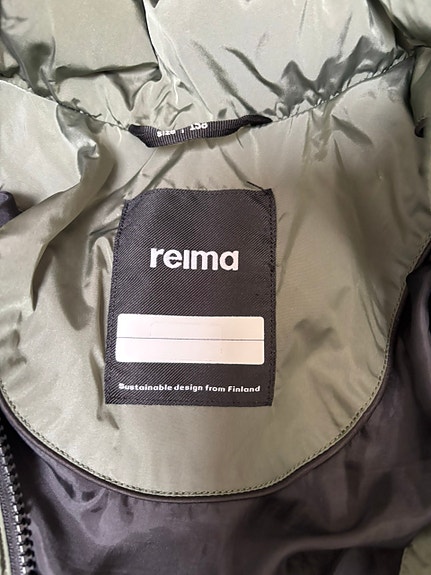 reima
Sustainable design from Finland